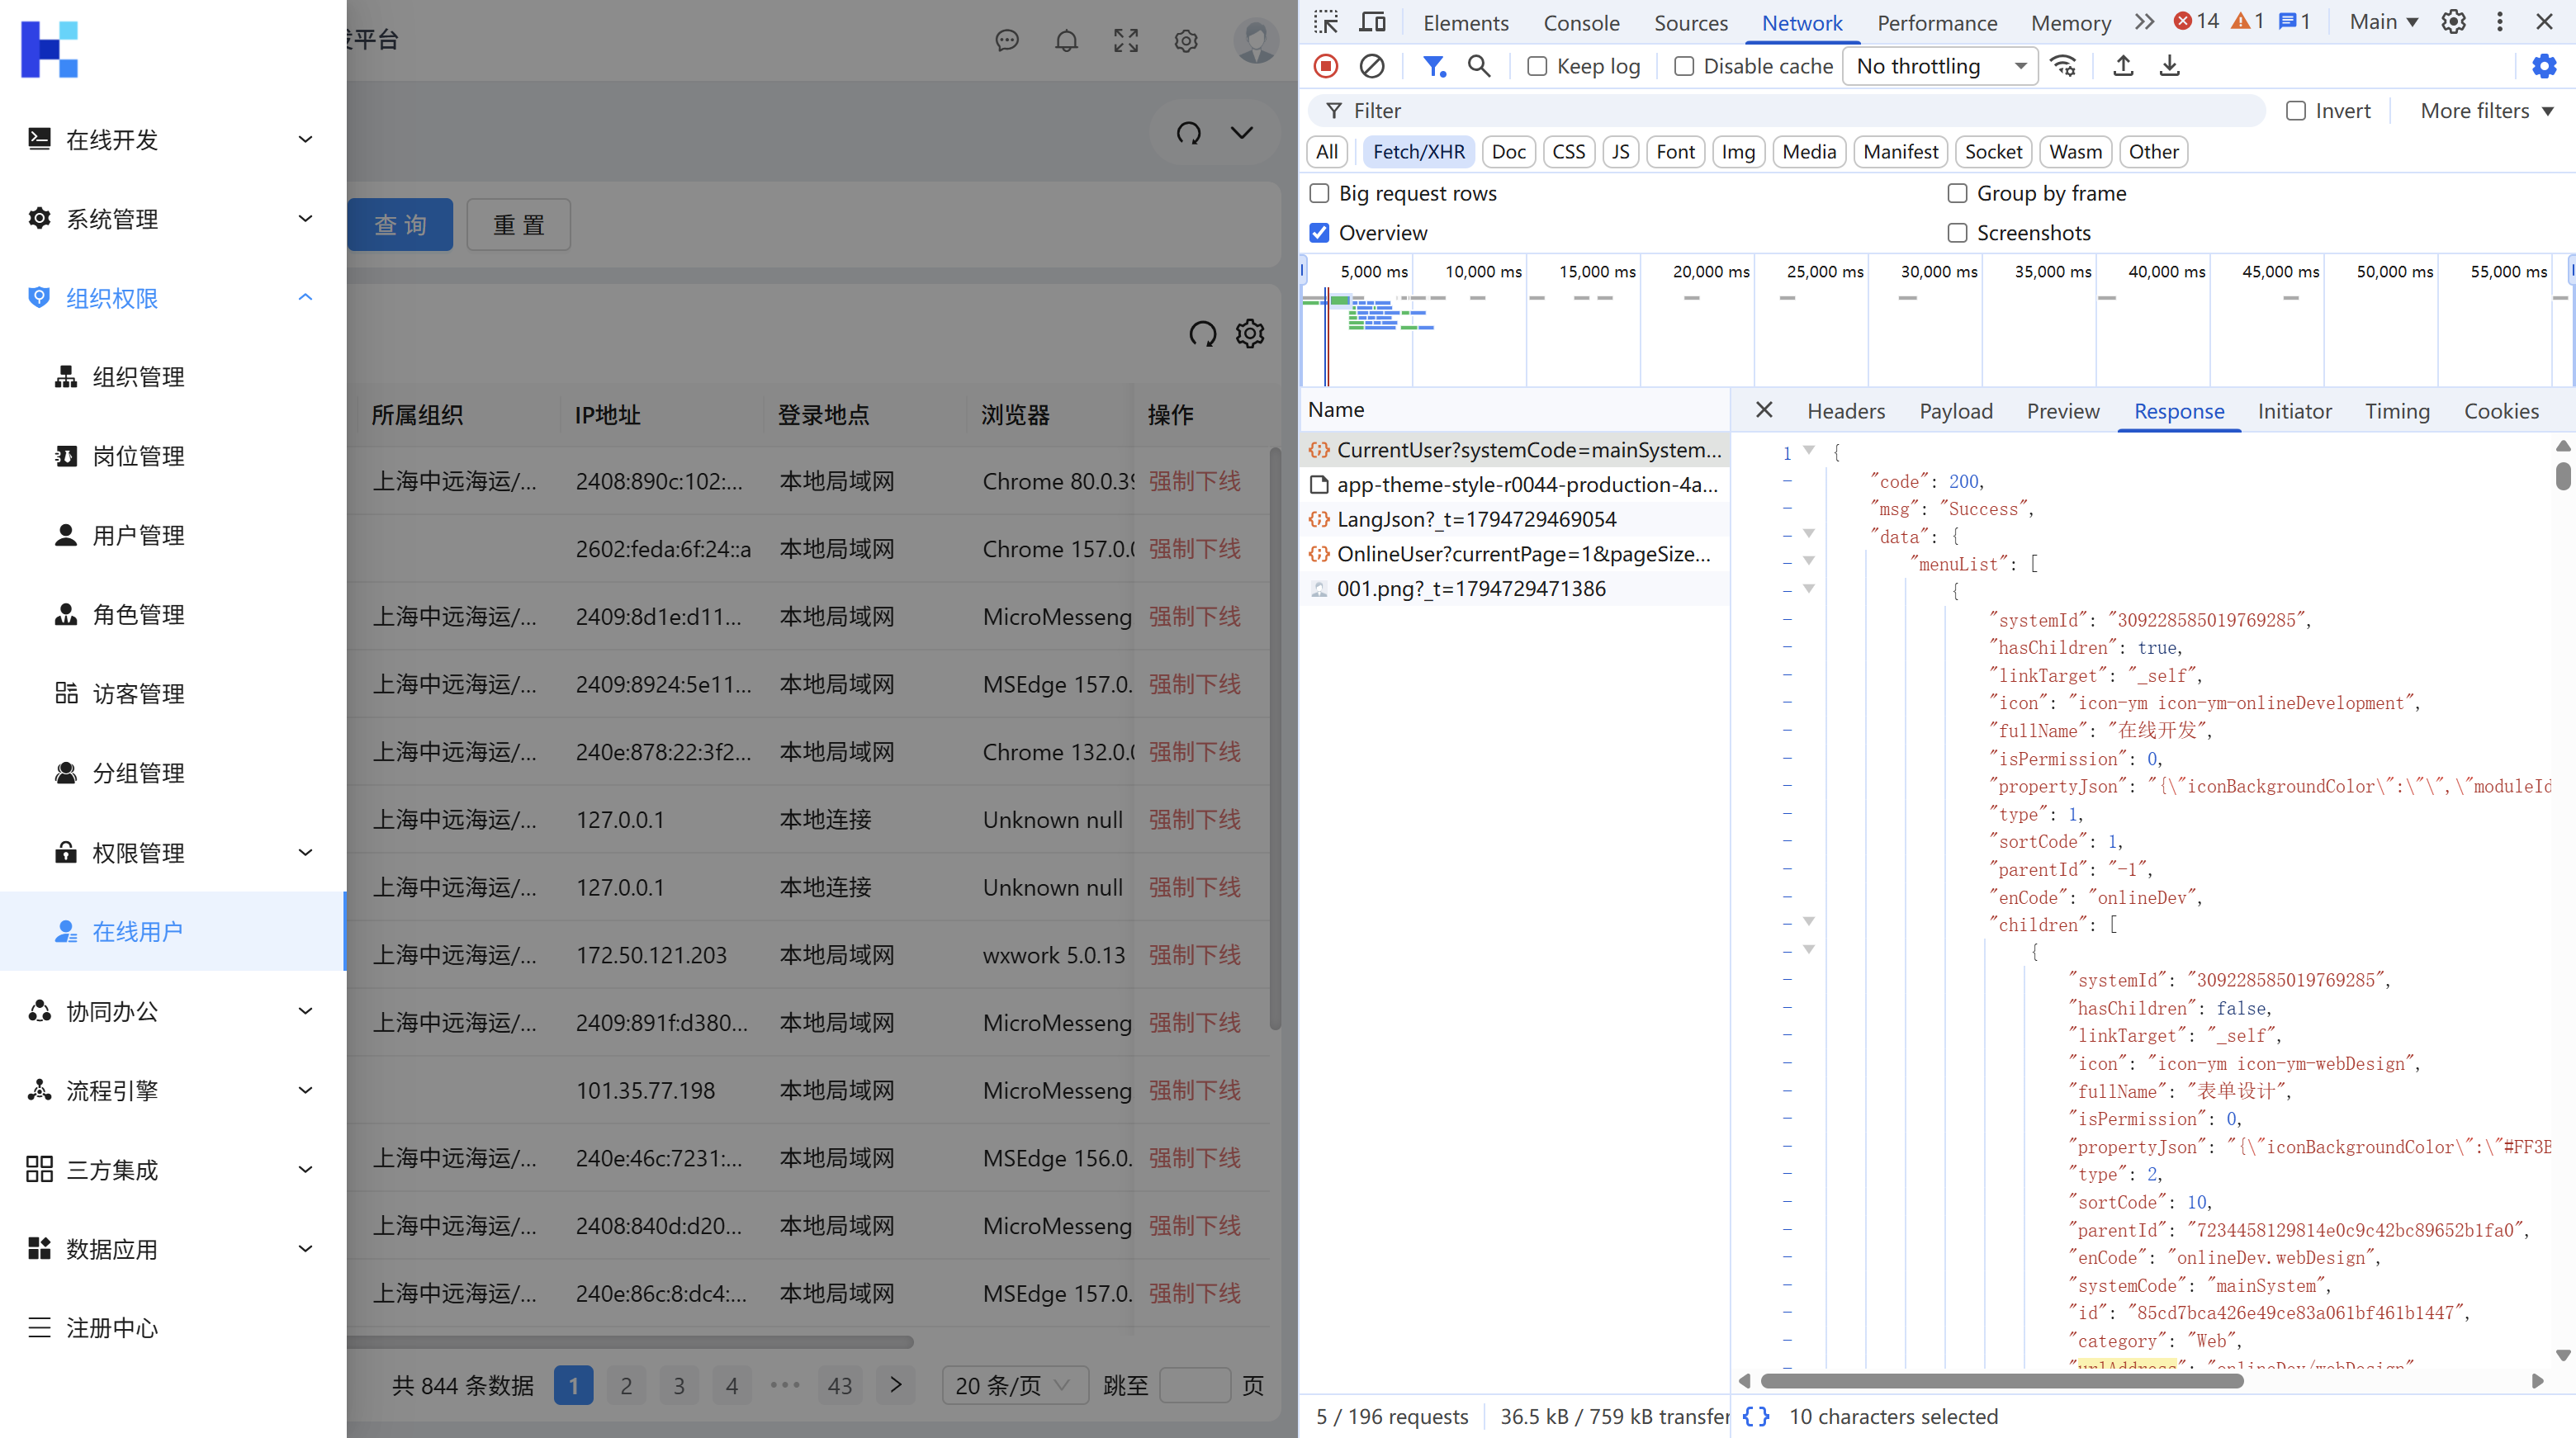 在线开发
系统管理
组织权限
组织管理
岗位管理
用户管理
角色管理
访客管理
分组管理
权限管理
在线用户
协同办公
流程引擎
三方集成
数据应用
注册中心
发平台
查 询
重 置
所属组织 IP地址 登录地点 浏览器 操作
上海中远海运/... 2408:890c:102:... 本地局域网 Chrome 80.0.39 强制下线
2602:feda:6f:24::a 本地局域网 Chrome 157.0.0 强制下线
上海中远海运/... 2409:8d1e:d11... 本地局域网 MicroMesseng 强制下线
上海中远海运/... 2409:8924:5e11... 本地局域网 MSEdge 157.0. 强制下线
上海中远海运/... 240e:878:22:3f2... 本地局域网 Chrome 132.0.0 强制下线
上海中远海运/... 127.0.0.1 本地连接 Unknown null 强制下线
上海中远海运/... 127.0.0.1 本地连接 Unknown null 强制下线
上海中远海运/... 172.50.121.203 本地局域网 wxwork 5.0.13 强制下线
上海中远海运/... 2409:891f:d380... 本地局域网 MicroMesseng 强制下线
101.35.77.198 本地局域网 MicroMesseng 强制下线
上海中远海运/... 240e:46c:7231:... 本地局域网 MSEdge 156.0. 强制下线
上海中远海运/... 2408:840d:d20... 本地局域网 MicroMesseng 强制下线
上海中远海运/... 240e:86c:8:dc4:... 本地局域网 MSEdge 157.0. 强制下线
共 844 条数据 1 2 3 4 ••• 43 > 20 条/页 跳至 页
Elements Console Sources Network Performance Memory 14 1 1 Main
Keep log Disable cache No throttling
Filter Invert More filters
All Fetch/XHR Doc CSS JS Font Img Media Manifest Socket Wasm Other
Big request rows Group by frame
Overview Screenshots
5,000 ms 10,000 ms 15,000 ms 20,000 ms 25,000 ms 30,000 ms 35,000 ms 40,000 ms 45,000 ms 50,000 ms 55,000 ms
Name
CurrentUser?systemCode=mainSystem...
app-theme-style-r0044-production-4a...
LangJson?_t=1794729469054
OnlineUser?currentPage=1&pageSize...
001.png?_t=1794729471386
Headers Payload Preview Response Initiator Timing Cookies
1 {
"code": 200,
"msg": "Success",
"data": {
"menuList": [
{
"systemId": "309228585019769285",
"hasChildren": true,
"linkTarget": "_self",
"icon": "icon-ym icon-ym-onlineDevelopment",
"fullName": "在线开发",
"isPermission": 0,
"propertyJson": "{\"iconBackgroundColor\":\"\",\"moduleId
"type": 1,
"sortCode": 1,
"parentId": "-1",
"enCode": "onlineDev",
"children": [
{
"systemId": "309228585019769285",
"hasChildren": false,
"linkTarget": "_self",
"icon": "icon-ym icon-ym-webDesign",
"fullName": "表单设计",
"isPermission": 0,
"propertyJson": "{\"iconBackgroundColor\":\"#FF3B
"type": 2,
"sortCode": 10,
"parentId": "7234458129814e0c9c42bc89652b1fa0",
"enCode": "onlineDev.webDesign",
"systemCode": "mainSystem",
"id": "85cd7bca426e49ce83a061bf461b1447",
"category": "Web",
"urlAddress": "onlineDev/webDesign"
5 / 196 requests 36.5 kB / 759 kB transfer
{ } 10 characters selected